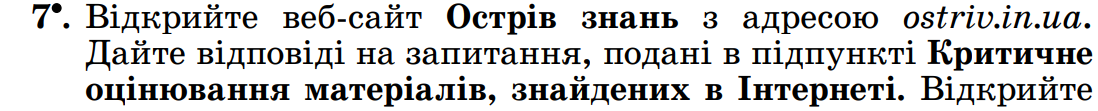 7•. Відкрийте веб-сайт Острів знань з адресою ostriv.in.ua.
Дайте відповіді на запитання, подані в підпункті Критичне
оцінювання матеріалів, знайдених в Інтернеті. Відкрийте